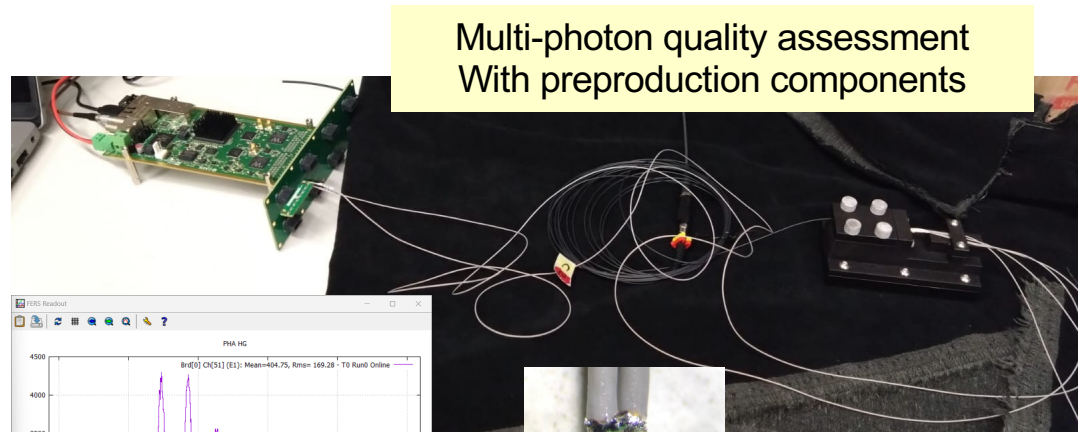 Multi-photon quality assessment
With preproduction components
FERS Readout
PHA HG
4500
Brd[0] Ch[51] (E1): Mean=404.75, Rms= 169.28 - T0 Run0 Online
4000